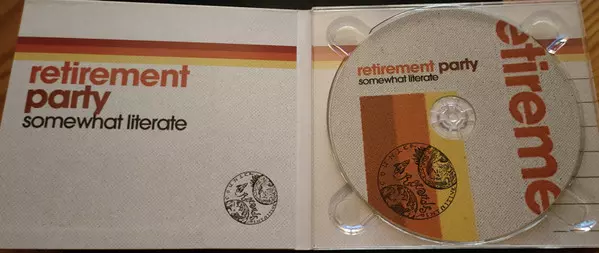 retirement
party
somewhat literate
retirement party
somewhat literate
etireme